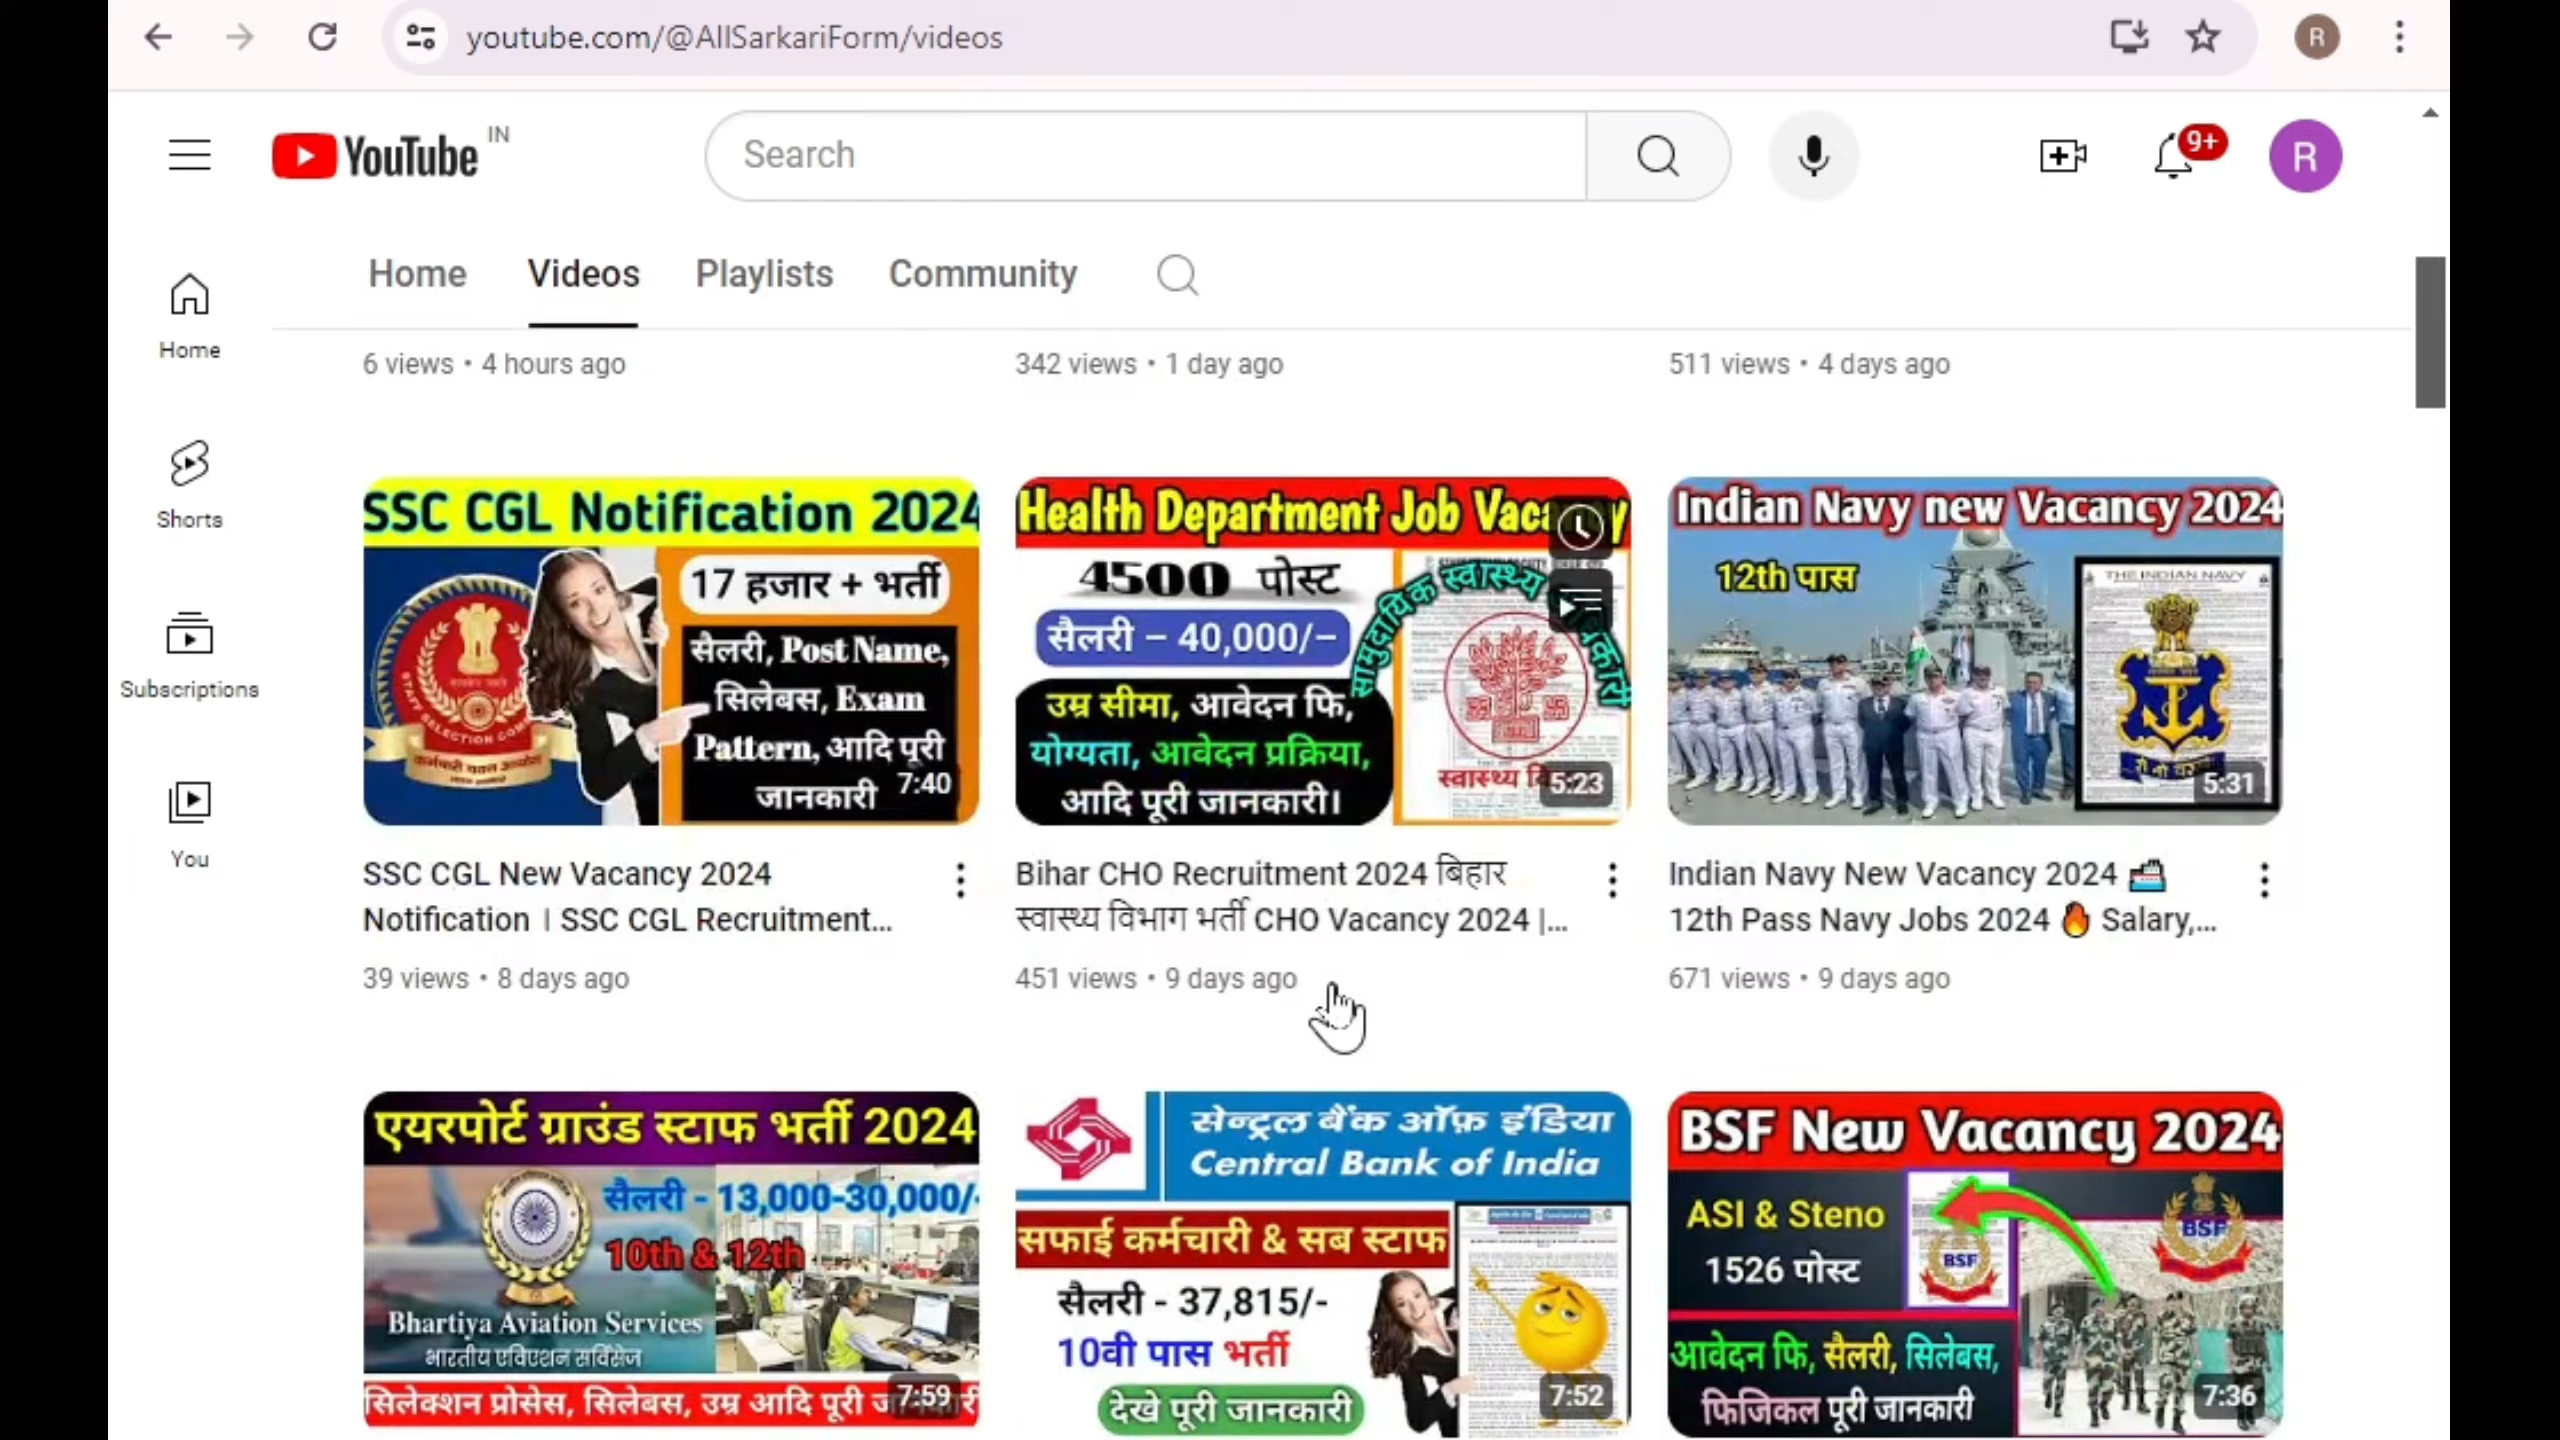 youtube.com/@AllSarkariForm/videos
R
YouTube IN
Search
9+
R
Home Videos Playlists Community
Home
Shorts
Subscriptions
You
6 views • 4 hours ago
342 views • 1 day ago
511 views • 4 days ago
SSC CGL Notification 2024
17 हजार + भर्ती
सैलरी, Post Name,
सिलेबस, Exam
Pattern, आदि पूरी
जानकारी
7:40
SSC CGL New Vacancy 2024
Notification । SSC CGL Recruitment...
39 views • 8 days ago
Health Department Job Vacancy
4500 पोस्ट
सैलरी – 40,000/–
उम्र सीमा, आवेदन फि,
योग्यता, आवेदन प्रक्रिया,
आदि पूरी जानकारी।
सामुदायिक स्वास्थ्य
स्वास्थ्य
5:23
Bihar CHO Recruitment 2024 बिहार
स्वास्थ्य विभाग भर्ती CHO Vacancy 2024 |...
451 views • 9 days ago
Indian Navy new Vacancy 2024
12th पास
THE INDIAN NAVY
5:31
Indian Navy New Vacancy 2024 🚢
12th Pass Navy Jobs 2024 🔥 Salary,...
671 views • 9 days ago
एयरपोर्ट ग्राउंड स्टाफ भर्ती 2024
सैलरी - 13,000-30,000/-
10th & 12th
Bhartiya Aviation Services
भारतीय एविएशन सर्विसेज
सिलेक्शन प्रोसेस, सिलेबस, उम्र आदि पूरी
7:59
सेन्ट्रल बैंक ऑफ़ इंडिया
Central Bank of India
सफाई कर्मचारी & सब स्टाफ
सैलरी - 37,815/-
10वी पास भर्ती
देखे पूरी जानकारी
7:52
BSF New Vacancy 2024
ASI & Steno
1526 पोस्ट
BSF
BSF
आवेदन फि, सैलरी, सिलेबस,
फिजिकल पूरी जानकारी
7:36